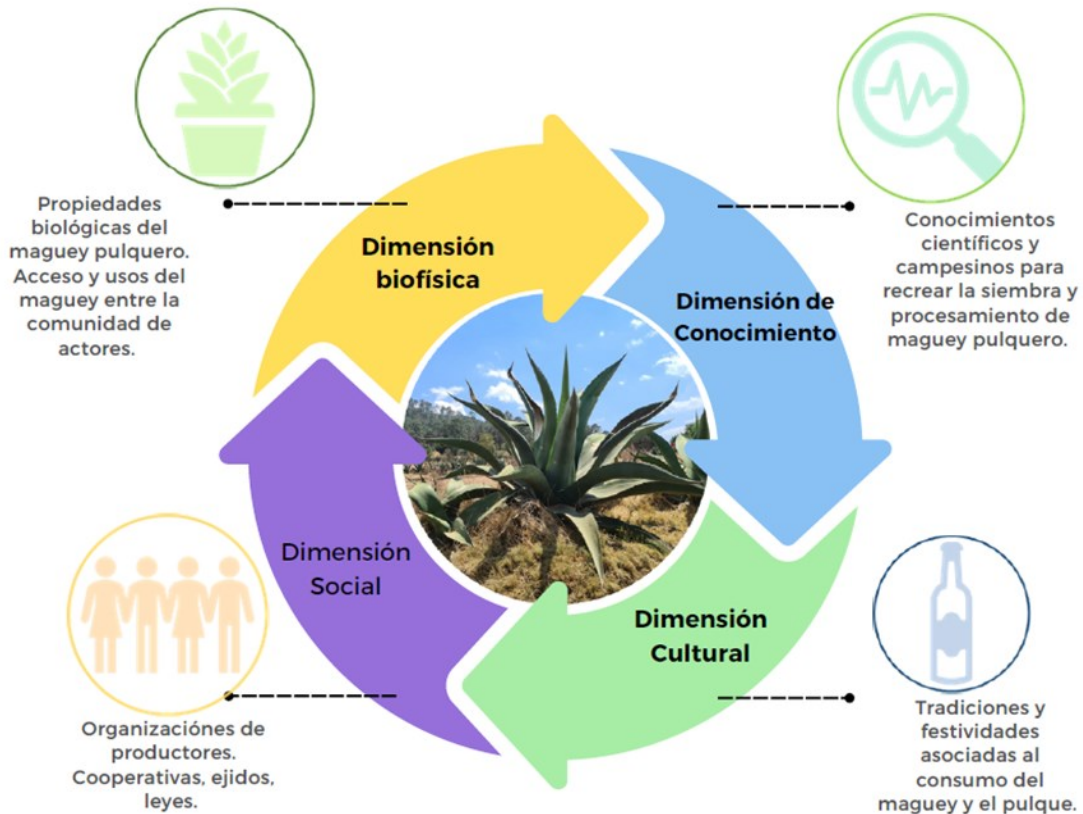 Propiedades
biológicas del
maguey pulquero.
Acceso y usos del
maguey entre la
comunidad de
actores.
Dimensión
biofísica
Dimensión de
Conocimiento
Conocimientos
científicos y
campesinos para
recrear la siembra y
procesamiento de
maguey pulquero.
Dimensión
Social
Dimensión
Cultural
Organizaciónes de
productores.
Cooperativas, ejidos,
leyes.
Tradiciones y
festividades
asociadas al
consumo del
maguey y el pulque.